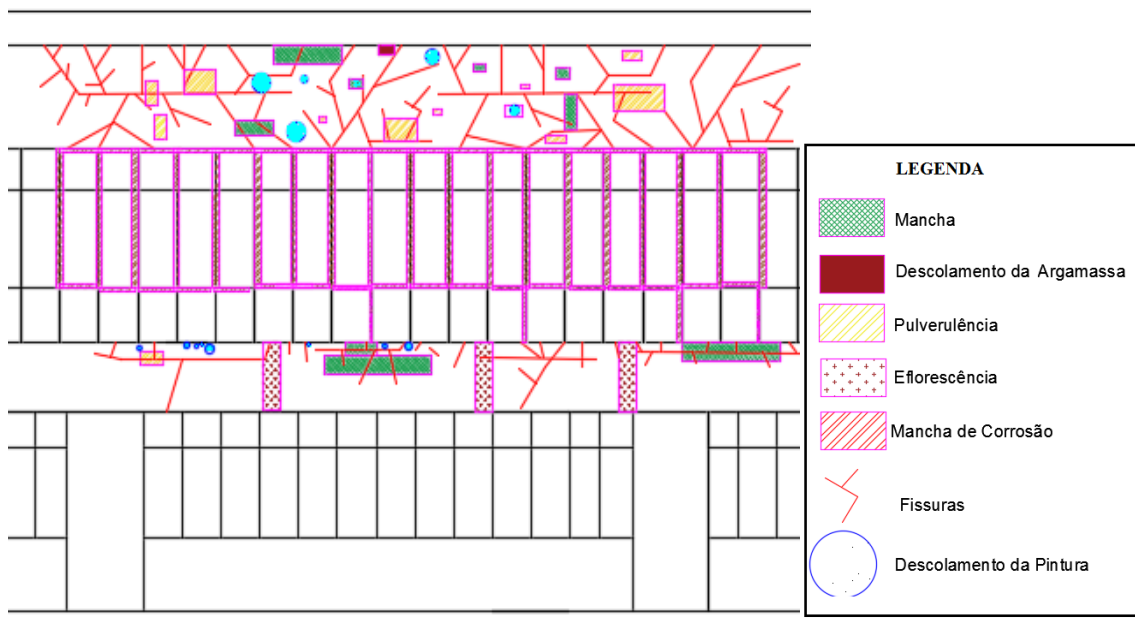 LEGENDA
Mancha
Descolamento da Argamassa
Pulverulência
Eflorescência
Mancha de Corrosão
Fissuras
Descolamento da Pintura